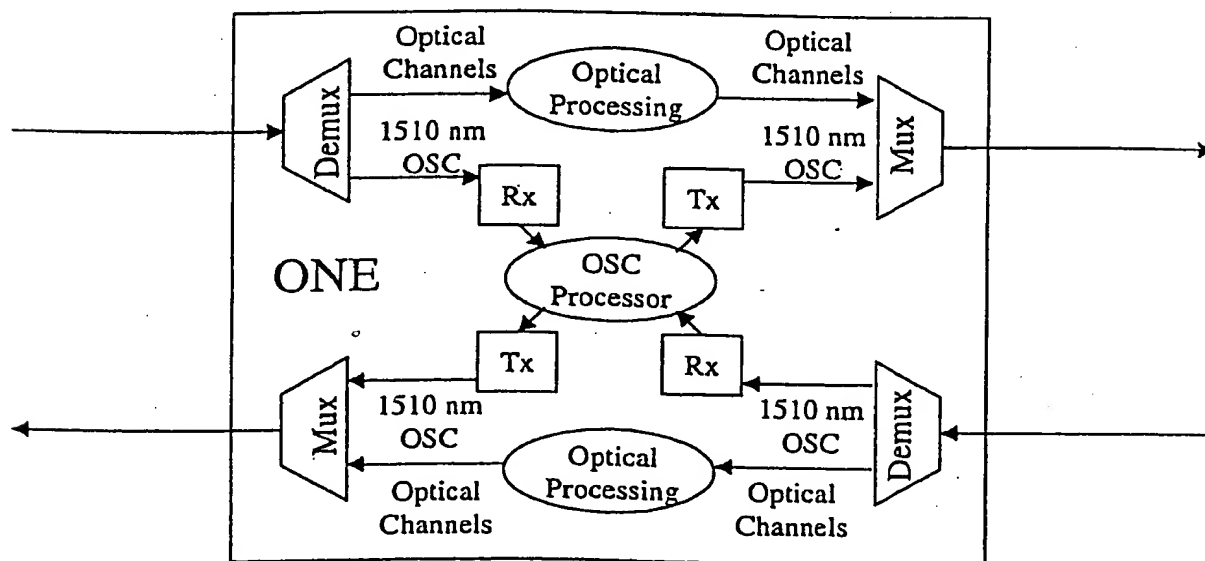 Optical
Channels
Optical
Processing
Optical
Channels
Demux
1510 nm
OSC
1510 nm
OSC
Mux
Rx
Tx
ONE
OSC
Processor
Tx
Rx
Mux
1510 nm
OSC
1510 nm
OSC
Demux
Optical
Processing
Optical
Channels
Optical
Channels